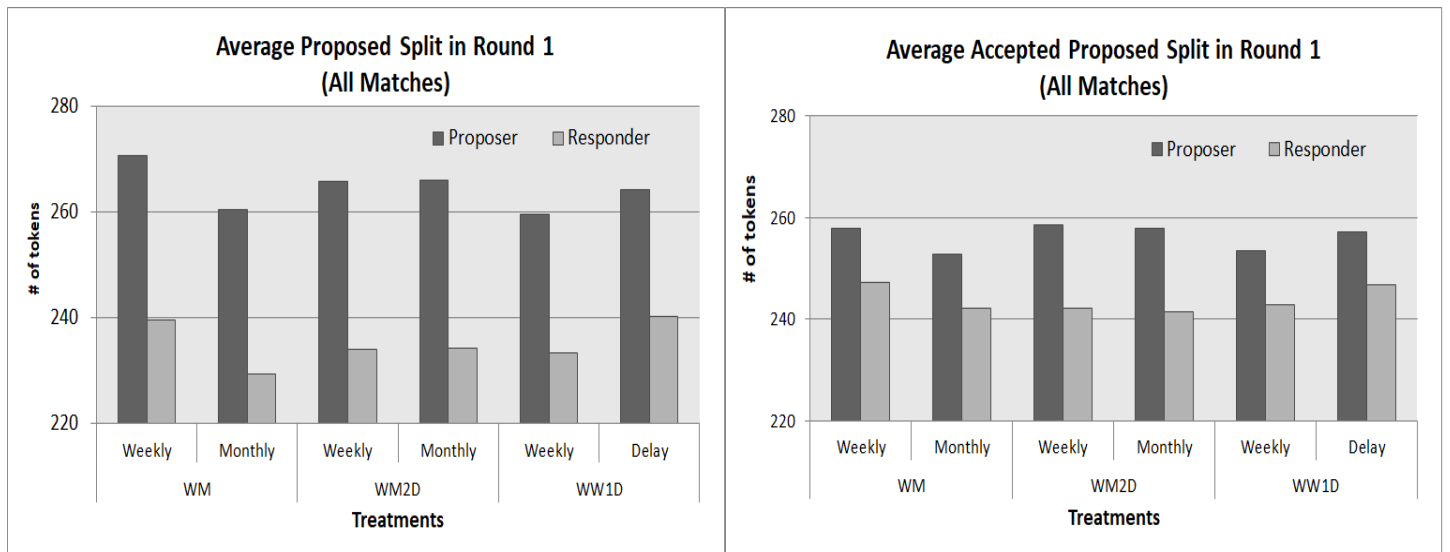 Average Proposed Split in Round 1
(All Matches)
280
Proposer
Responder
260
# of tokens
240
220
Weekly
Monthly
Weekly
Monthly
Weekly
Delay
WM
WM2D
WW1D
Treatments
Average Accepted Proposed Split in Round 1
(All Matches)
280
Proposer
Responder
260
# of tokens
240
220
Weekly
Monthly
Weekly
Monthly
Weekly
Delay
WM
WM2D
WW1D
Treatments